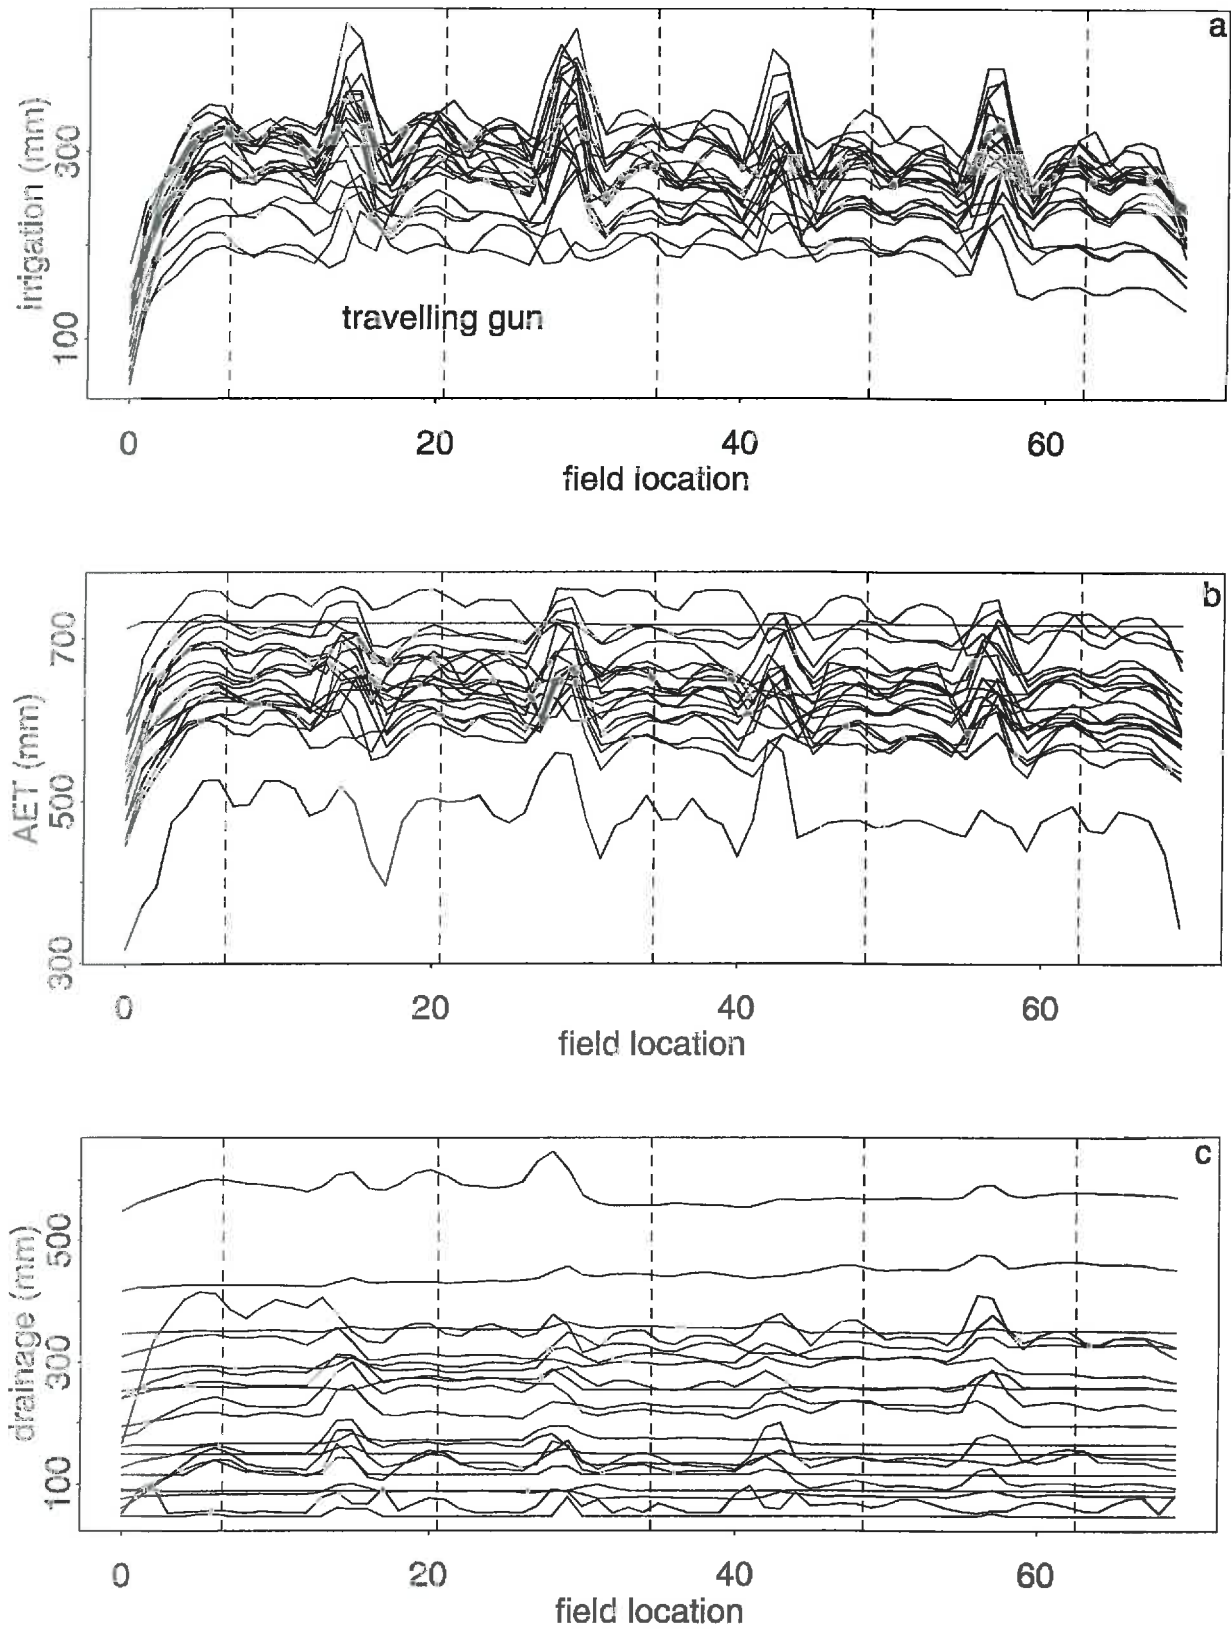 a
irrigation (mm)
300
100
travelling gun
0 20 40 60
field location
b
AET (mm)
700
500
300
0 20 40 60
field location
c
drainage (mm)
500
300
100
0 20 40 60
field location